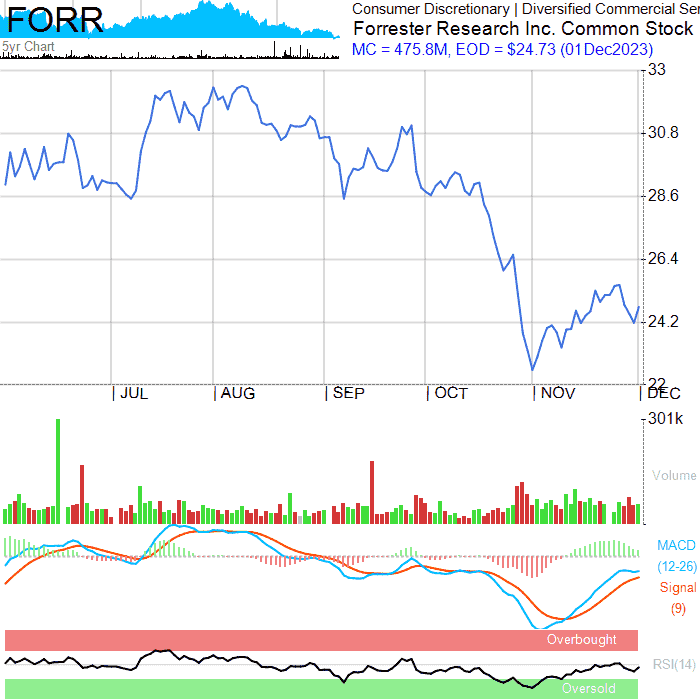 FORR
5yr Chart
Consumer Discretionary | Diversified Commercial Ser
Forrester Research Inc. Common Stock
MC = 475.8M, EOD = $24.73 (01Dec2023)
33
30.8
28.6
26.4
24.2
22
JUL AUG SEP OCT NOV DEC
301k
Volume
MACD
(12-26)
Signal
(9)
Overbought
RSI(14)
Oversold